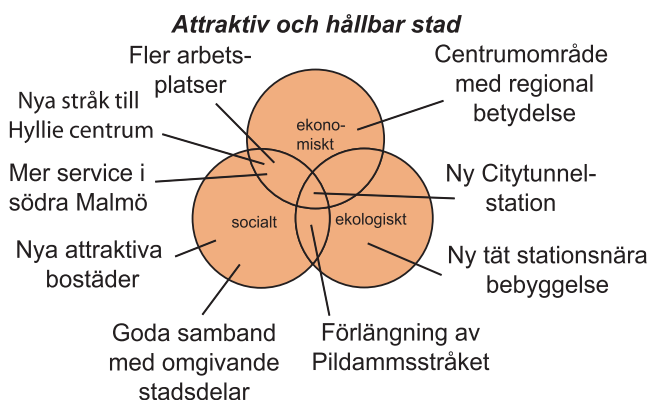 Attraktiv och hållbar stad
Fler arbets-
platser
Centrumområde
med regional
betydelse
Nya stråk till
Hyllie centrum
ekono-
miskt
Mer service i
södra Malmö
Ny Citytunnel-
station
socialt
ekologiskt
Nya attraktiva
bostäder
Ny tät stationsnära
bebyggelse
Goda samband
med omgivande
stadsdelar
Förlängning av
Pildammsstråket